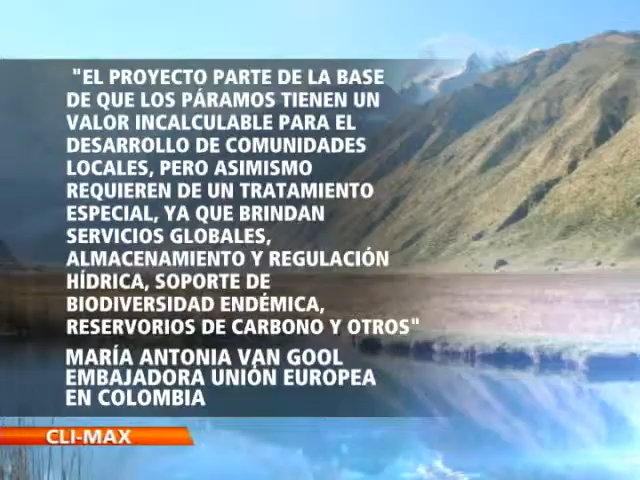 "EL PROYECTO PARTE DE LA BASE
DE QUE LOS PÁRAMOS TIENEN UN
VALOR INCALCULABLE PARA EL
DESARROLLO DE COMUNIDADES
LOCALES, PERO ASIMISMO
REQUIEREN DE UN TRATAMIENTO
ESPECIAL, YA QUE BRINDAN
SERVICIOS GLOBALES,
ALMACENAMIENTO Y REGULACIÓN
HÍDRICA, SOPORTE DE
BIODIVERSIDAD ENDÉMICA,
RESERVORIOS DE CARBONO Y OTROS"
MARÍA ANTONIA VAN GOOL
EMBAJADORA UNIÓN EUROPEA
EN COLOMBIA
CLI-MAX